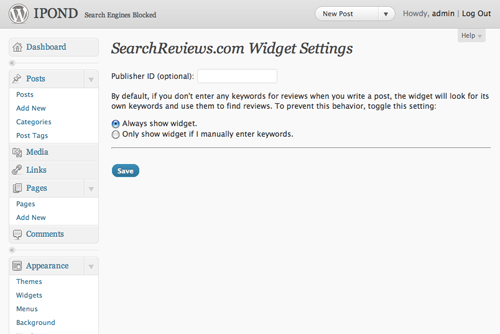 IPOND Search Engines Blocked
New Post
Howdy, admin | Log Out
Help
Dashboard
Posts
Posts
Add New
Categories
Post Tags
Media
Links
Pages
Pages
Add New
Comments
Appearance
Themes
Widgets
Menus
Background
SearchReviews.com Widget Settings
Publisher ID (optional):
By default, if you don't enter any keywords for reviews when you write a post, the widget will look for
its own keywords and use them to find reviews. To prevent this behavior, toggle this setting:
Always show widget.
Only show widget if I manually enter keywords.
Save